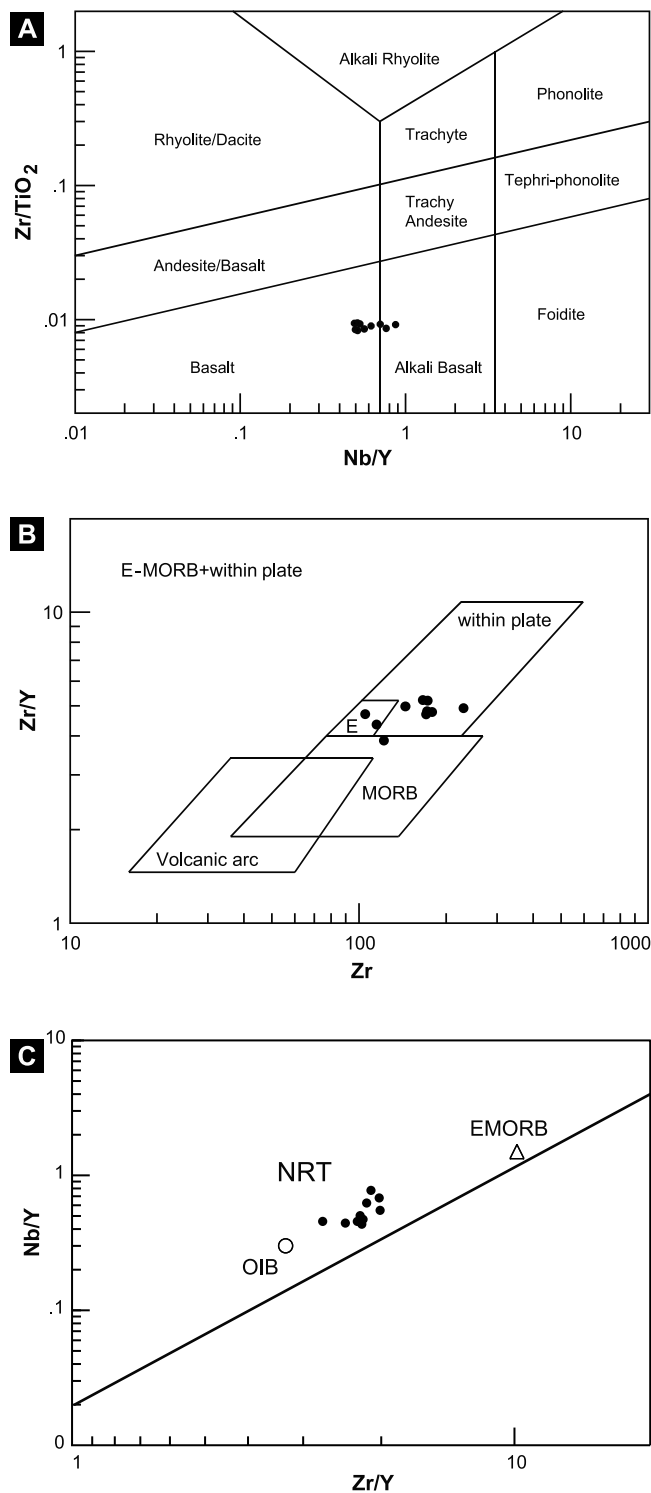 A
1
Alkali Rhyolite
Phonolite
Rhyolite/Dacite
Trachyte
Zr/TiO2
.1
Tephri-phonolite
Trachy
Andesite
Andesite/Basalt
.01
Foidite
Basalt
Alkali Basalt
.01
.1
1
10
Nb/Y
B
E-MORB+within plate
10
within plate
Zr/Y
E
MORB
Volcanic arc
1
10
100
1000
Zr
C
10
EMORB
NRT
1
Nb/Y
OIB
.1
0
1
10
Zr/Y